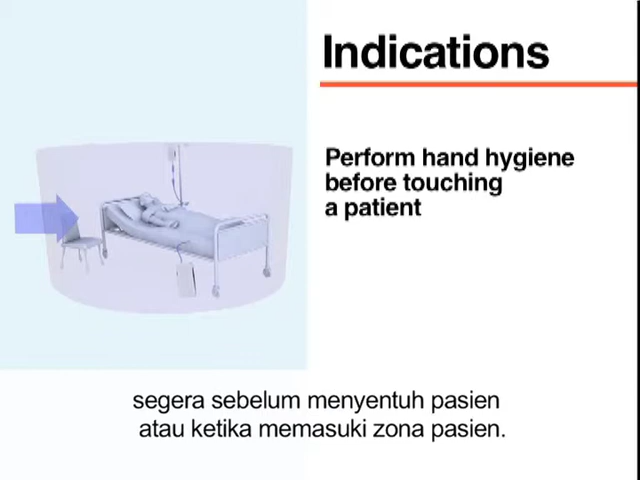 Indications
Perform hand hygiene
before touching
a patient
segera sebelum menyentuh pasien
atau ketika memasuki zona pasien.